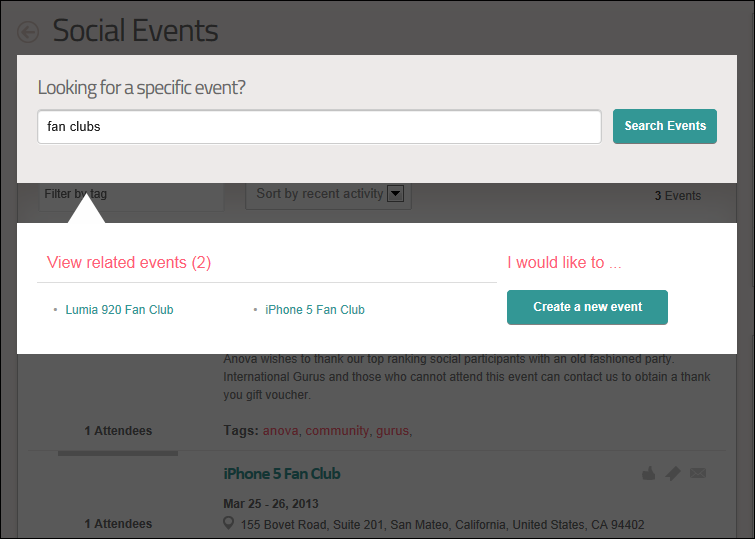 Social Events
Looking for a specific event?
fan clubs
Search Events
Filter by tag
Sort by recent activity
3 Events
View related events (2)
I would like to ...
• Lumia 920 Fan Club
• iPhone 5 Fan Club
Create a new event
Anova wishes to thank our top ranking social participants with an old fashioned party.
International Gurus and those who cannot attend this event can contact us to obtain a thank
you gift voucher.
1 Attendees
Tags: anova, community, gurus,
iPhone 5 Fan Club
Mar 25 - 26, 2013
1 Attendees
155 Bovet Road, Suite 201, San Mateo, California, United States, CA 94402